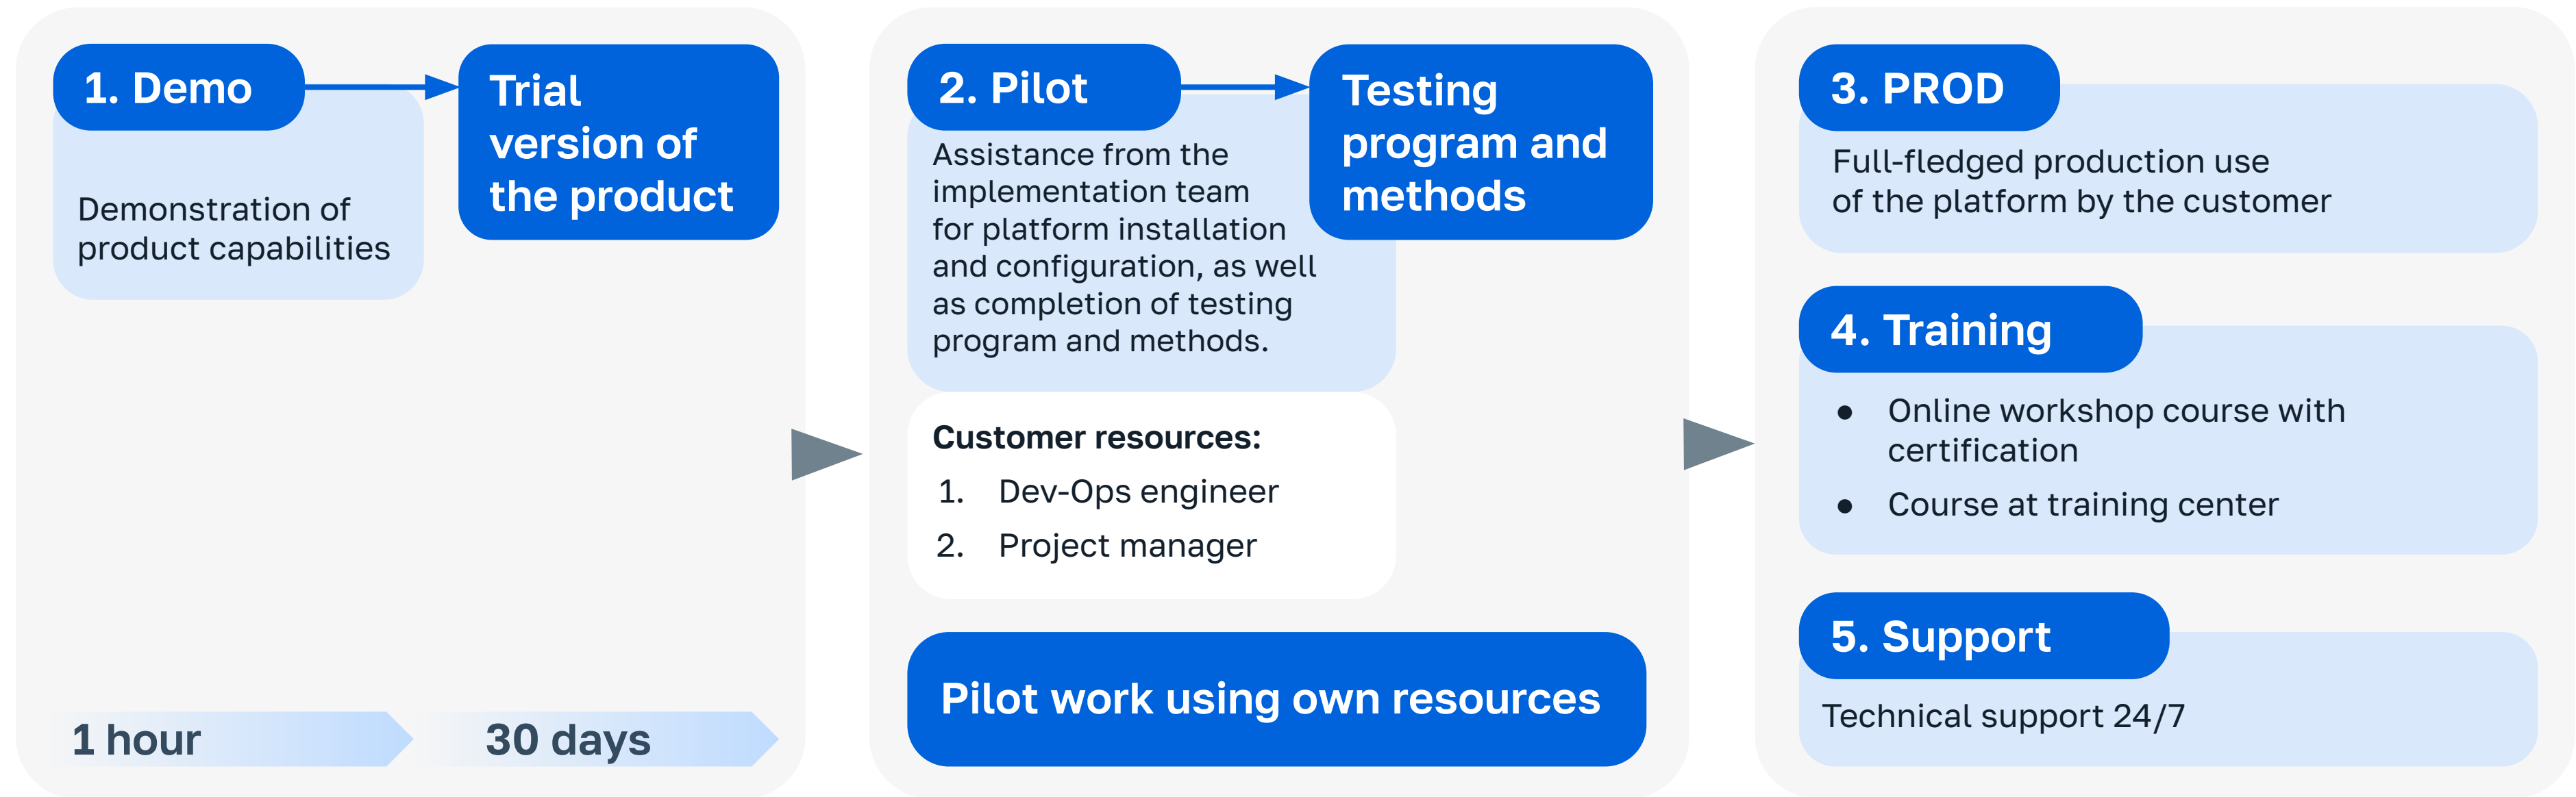 1. Demo
Trial
version of
the product
Demonstration of
product capabilities
1 hour
30 days
2. Pilot
Testing
program and
methods
Assistance from the
implementation team
for platform installation
and configuration, as well
as completion of testing
program and methods.
Customer resources:
1. Dev-Ops engineer
2. Project manager
Pilot work using own resources
3. PROD
Full-fledged production use
of the platform by the customer
4. Training
● Online workshop course with
certification
● Course at training center
5. Support
Technical support 24/7